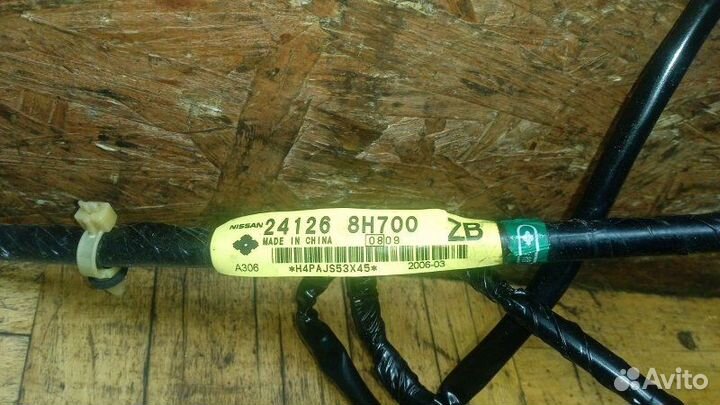 NISSAN 24126 8H700 ZB
MADE IN CHINA 0809
A306 *H4PAJS53X45* 2006-03
Avito